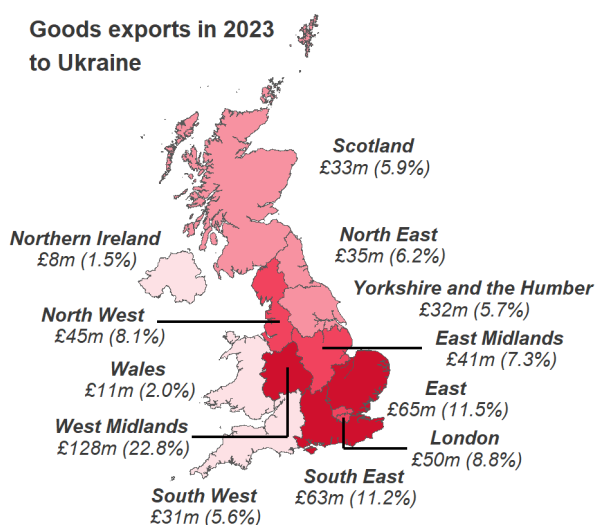 Goods exports in 2023
to Ukraine
Scotland
£33m (5.9%)
Northern Ireland
£8m (1.5%)
North East
£35m (6.2%)
Yorkshire and the Humber
£32m (5.7%)
North West
£45m (8.1%)
East Midlands
£41m (7.3%)
Wales
£11m (2.0%)
East
£65m (11.5%)
West Midlands
£128m (22.8%)
London
£50m (8.8%)
South East
£63m (11.2%)
South West
£31m (5.6%)